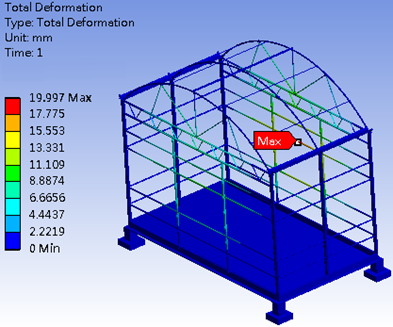 Total Deformation
Type: Total Deformation
Unit: mm
Time: 1
19.997 Max
17.775
15.553
13.331
11.109
8.8874
6.6656
4.4437
2.2219
0 Min
Max